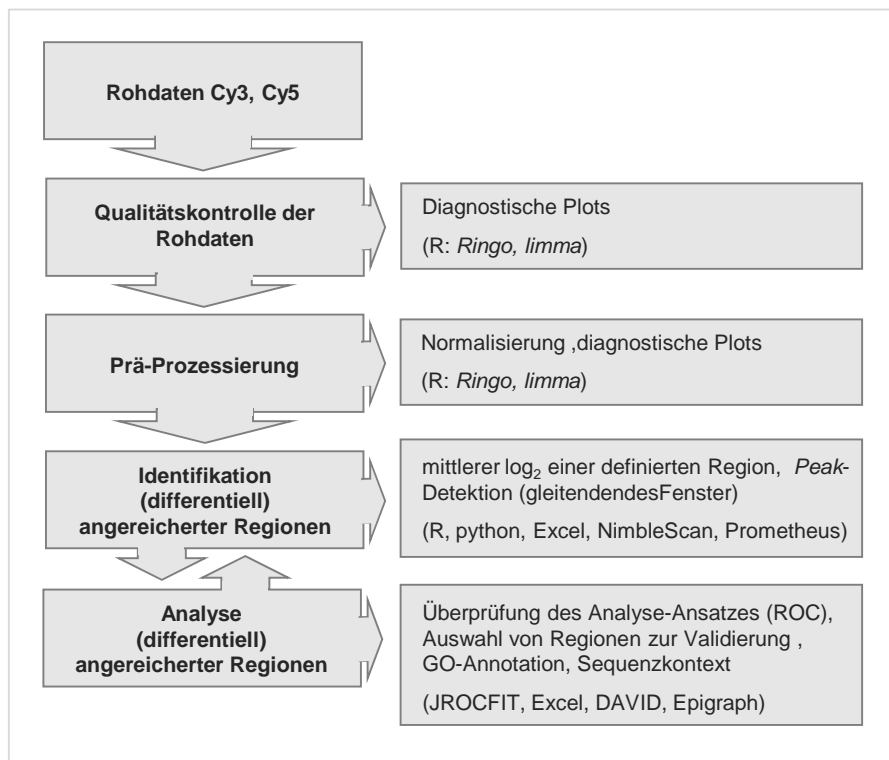 Rohdaten Cy3, Cy5
Qualitätskontrolle der
Rohdaten
Diagnostische Plots
(R: Ringo, limma)
Prä-Prozessierung
Normalisierung ,diagnostische Plots
(R: Ringo, limma)
Identifikation
(differentiell)
angereicherter Regionen
mittlerer log₂ einer definierten Region, Peak-
Detektion (gleitendendesFenster)
(R, python, Excel, NimbleScan, Prometheus)
Analyse
(differentiell)
angereicherter Regionen
Überprüfung des Analyse-Ansatzes (ROC),
Auswahl von Regionen zur Validierung ,
GO-Annotation, Sequenzkontext
(JROCFIT, Excel, DAVID, Epigraph)